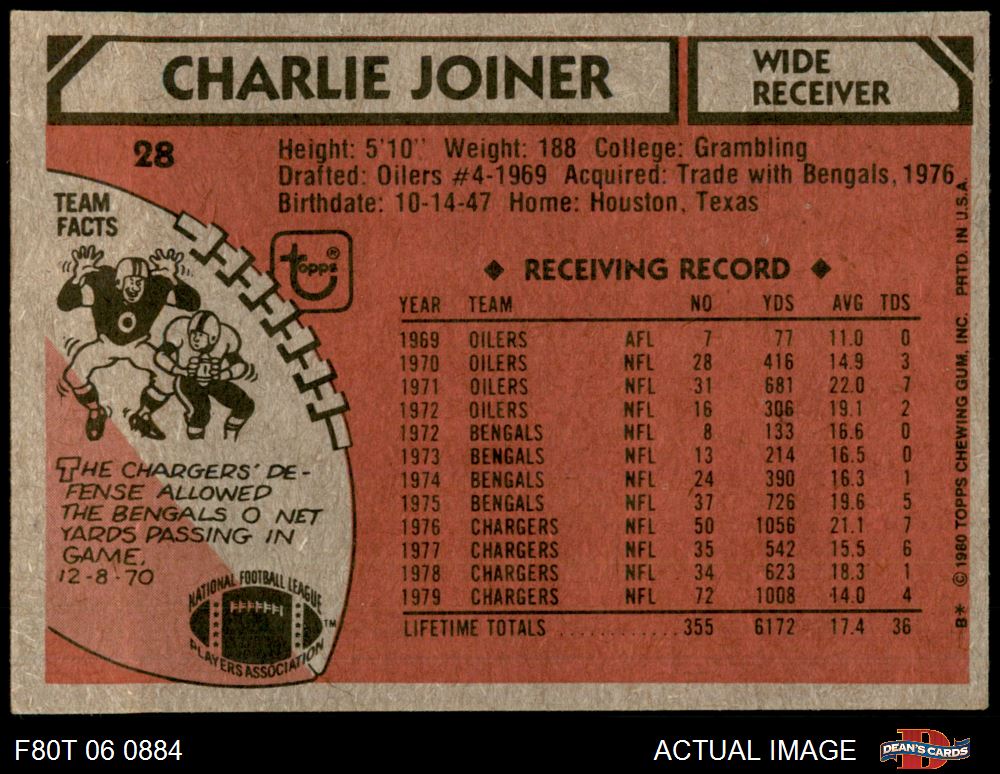 CHARLIE JOINER
WIDE
RECEIVER
28
Height: 5'10" Weight: 188 College: Grambling
Drafted: Oilers #4-1969 Acquired: Trade with Bengals, 1976
Birthdate: 10-14-47 Home: Houston, Texas
TEAM
FACTS
topps ®
◆ RECEIVING RECORD ◆
YEAR TEAM NO YDS AVG TDS
1969 OILERS AFL 7 77 11.0 0
1970 OILERS NFL 28 416 14.9 3
1971 OILERS NFL 31 681 22.0 7
1972 OILERS NFL 16 306 19.1 2
1972 BENGALS NFL 8 133 16.6 0
1973 BENGALS NFL 13 214 16.5 0
1974 BENGALS NFL 24 390 16.3 1
1975 BENGALS NFL 37 726 19.6 5
1976 CHARGERS NFL 50 1056 21.1 7
1977 CHARGERS NFL 35 542 15.5 6
1978 CHARGERS NFL 34 623 18.3 1
1979 CHARGERS NFL 72 1008 14.0 4
LIFETIME TOTALS ............ 355 6172 17.4 36
THE CHARGERS' DE-
FENSE ALLOWED
THE BENGALS 0 NET
YARDS PASSING IN
GAME,
12-8-70
NATIONAL FOOTBALL LEAGUE
PLAYERS ASSOCIATION TM
B* © 1980 TOPPS CHEWING GUM, INC. PRTD. IN U.S.A.
F80T 06 0884
ACTUAL IMAGE
DEAN'S CARDS